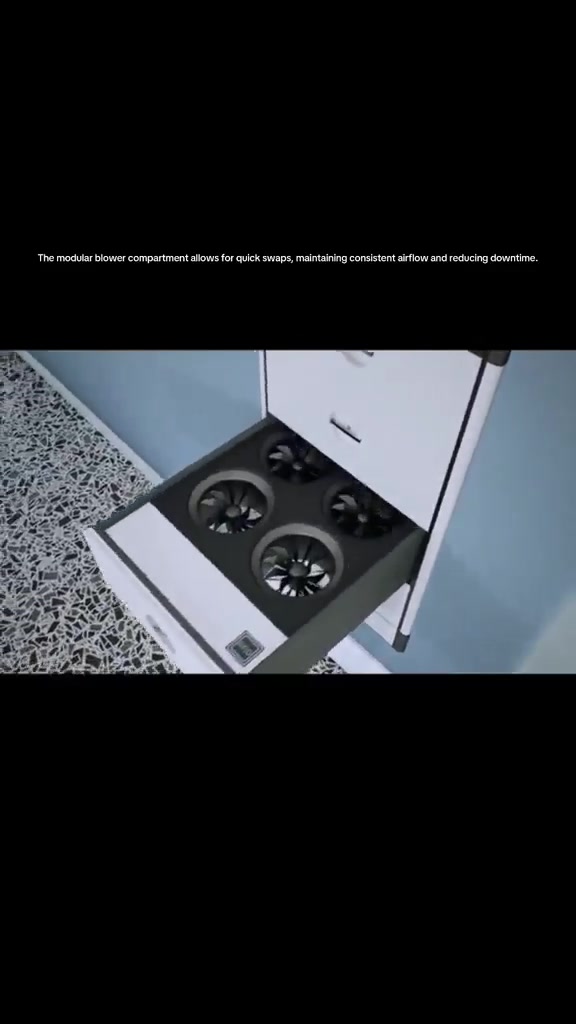 The modular blower compartment allows for quick swaps, maintaining consistent airflow and reducing downtime.